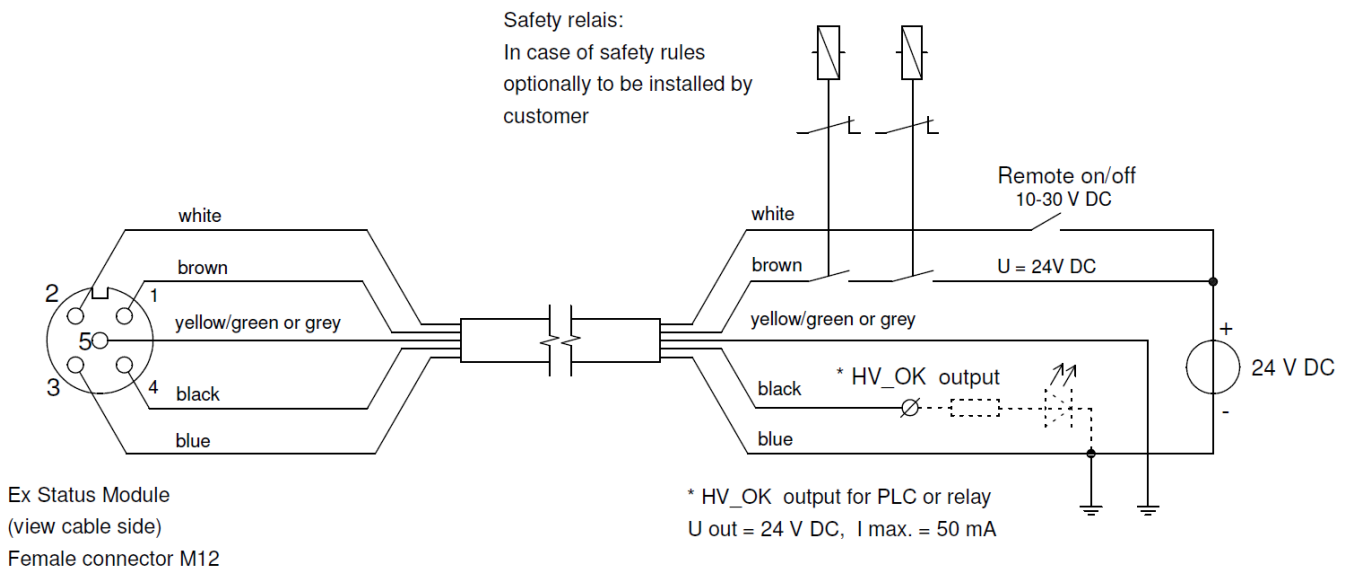 Safety relais:
In case of safety rules
optionally to be installed by
customer
Remote on/off
10-30 V DC
white
white
brown
brown
U = 24V DC
2
1
yellow/green or grey
yellow/green or grey
5
+
24 V DC
-
3
4
black
black
* HV_OK output
blue
blue
Ex Status Module
(view cable side)
Female connector M12
* HV_OK output for PLC or relay
U out = 24 V DC, I max. = 50 mA